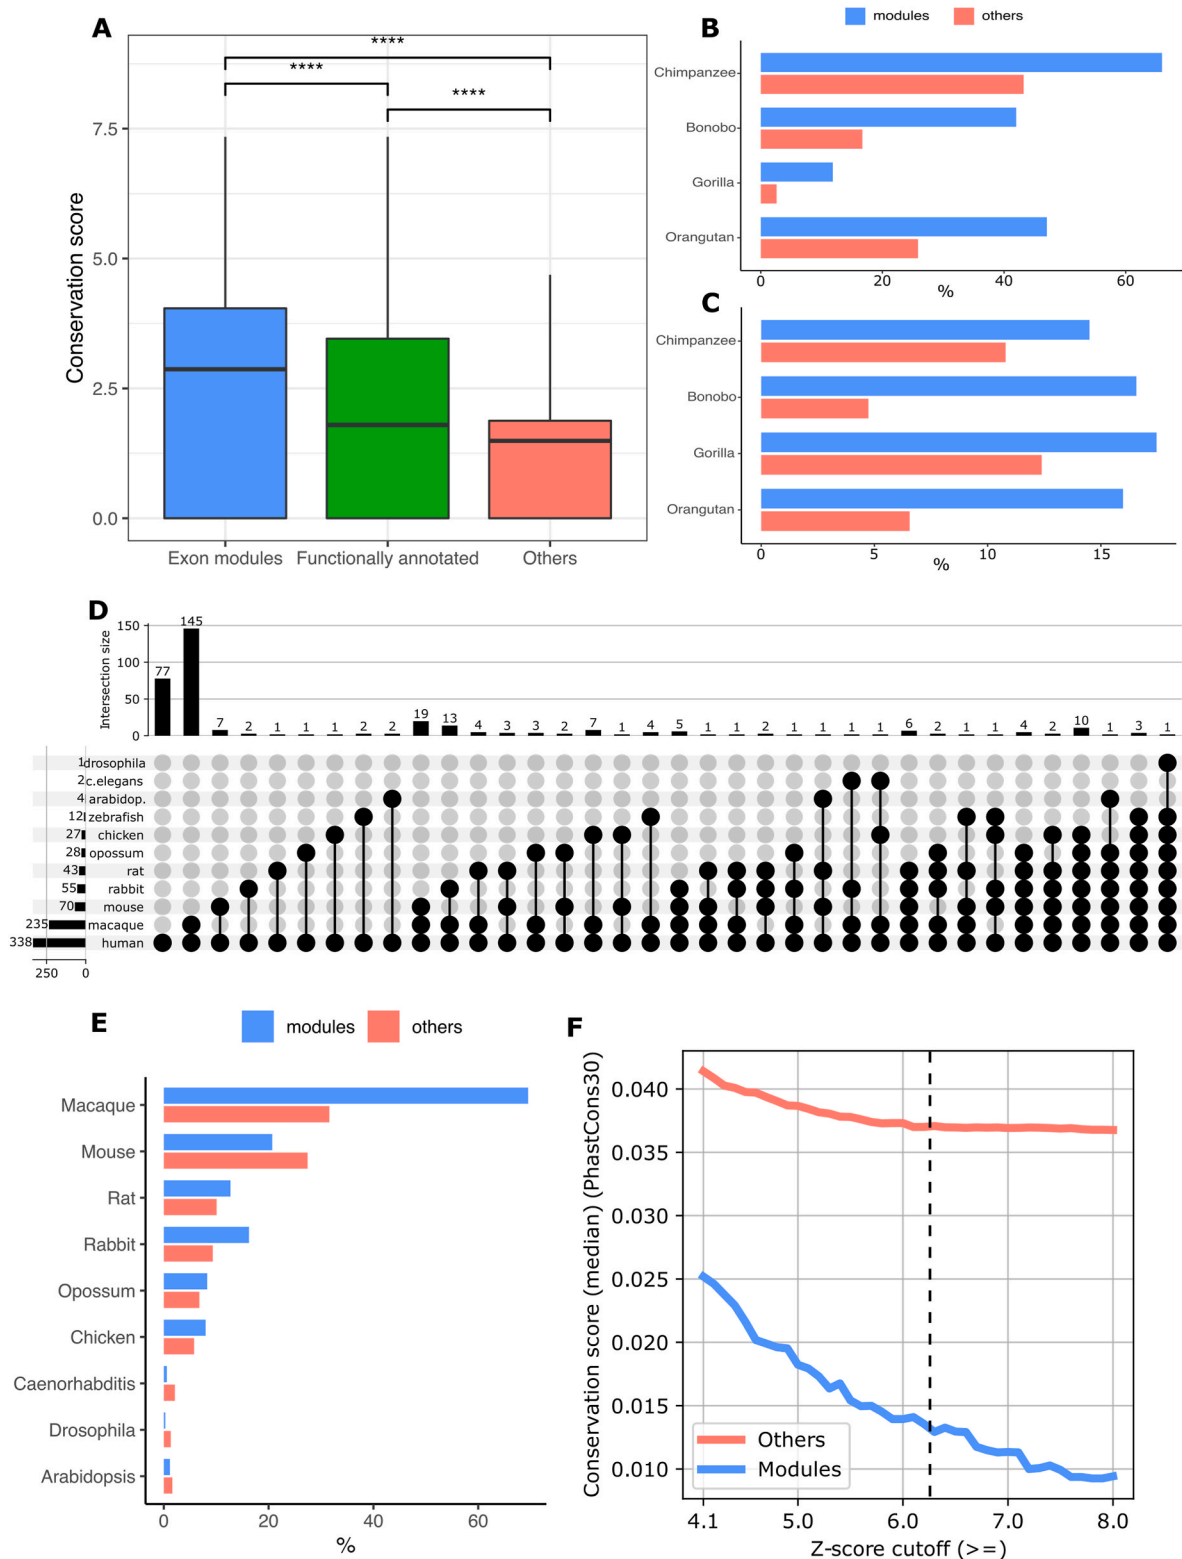 A
****
****
****
7.5
5.0
2.5
0.0
Conservation score
Exon modules Functionally annotated Others
modules others
B
Chimpanzee
Bonobo
Gorilla
Orangutan
0 20 40 60
%
C
Chimpanzee
Bonobo
Gorilla
Orangutan
0 5 10 15
%
D
Intersection size
150
100
50
0
77 145 7 2 1 1 1 2 2 19 13 4 3 3 2 7 1 4 5 1 1 2 1 1 1 1 6 2 1 1 4 2 10 1 3 1
1 drosophila
2 c.elegans
4 arabidop.
12 zebrafish
27 chicken
28 opossum
43 rat
55 rabbit
70 mouse
235 macaque
338 human
250 0
E
modules others
Macaque
Mouse
Rat
Rabbit
Opossum
Chicken
Caenorhabditis
Drosophila
Arabidopsis
0 20 40 60
%
F
Conservation score (median) (PhastCons30)
0.040
0.035
0.030
0.025
0.020
0.015
0.010
Others
Modules
4.1 5.0 6.0 7.0 8.0
Z-score cutoff (>=)